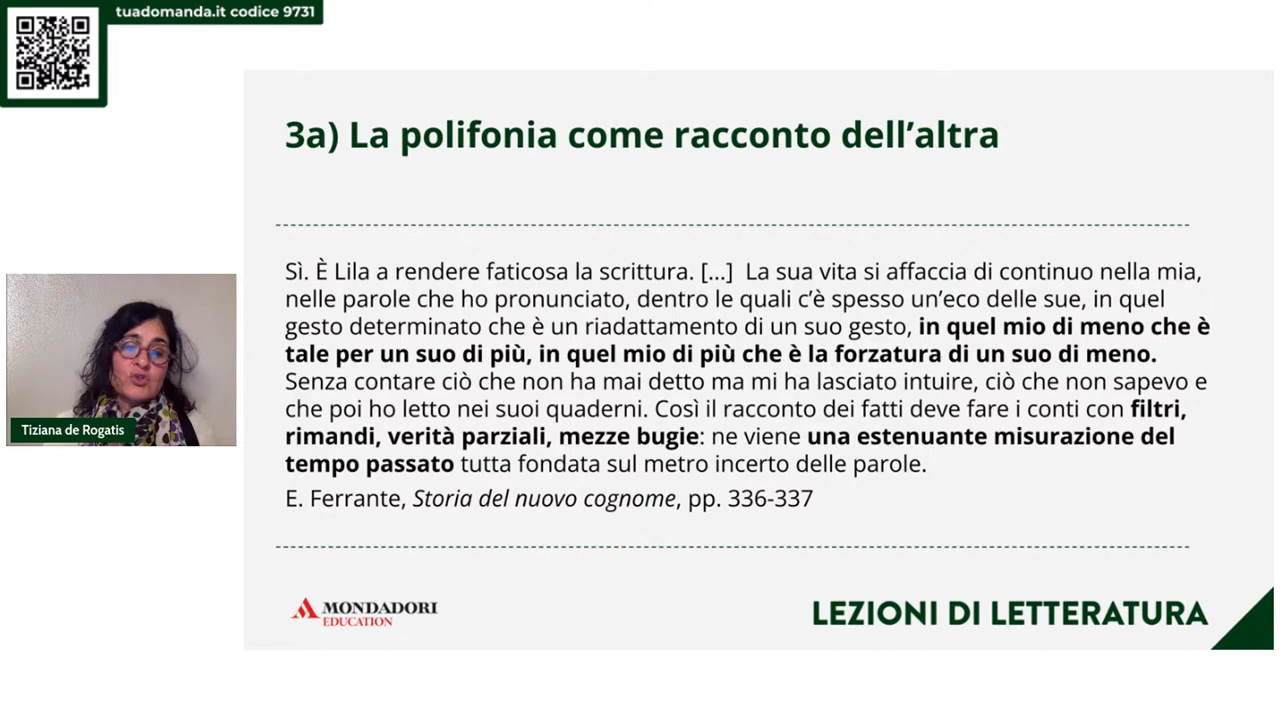 tuadomanda.it codice 9731
3a) La polifonia come racconto dell’altra
Sì. È Lila a rendere faticosa la scrittura. [...] La sua vita si affaccia di continuo nella mia,
nelle parole che ho pronunciato, dentro le quali c’è spesso un’eco delle sue, in quel
gesto determinato che è un riadattamento di un suo gesto, in quel mio di meno che è
tale per un suo di più, in quel mio di più che è la forzatura di un suo di meno.
Senza contare ciò che non ha mai detto ma mi ha lasciato intuire, ciò che non sapevo e
che poi ho letto nei suoi quaderni. Così il racconto dei fatti deve fare i conti con filtri,
rimandi, verità parziali, mezze bugie: ne viene una estenuante misurazione del
tempo passato tutta fondata sul metro incerto delle parole.
E. Ferrante, Storia del nuovo cognome, pp. 336-337
Tiziana de Rogatis
MONDADORI
EDUCATION
LEZIONI DI LETTERATURA